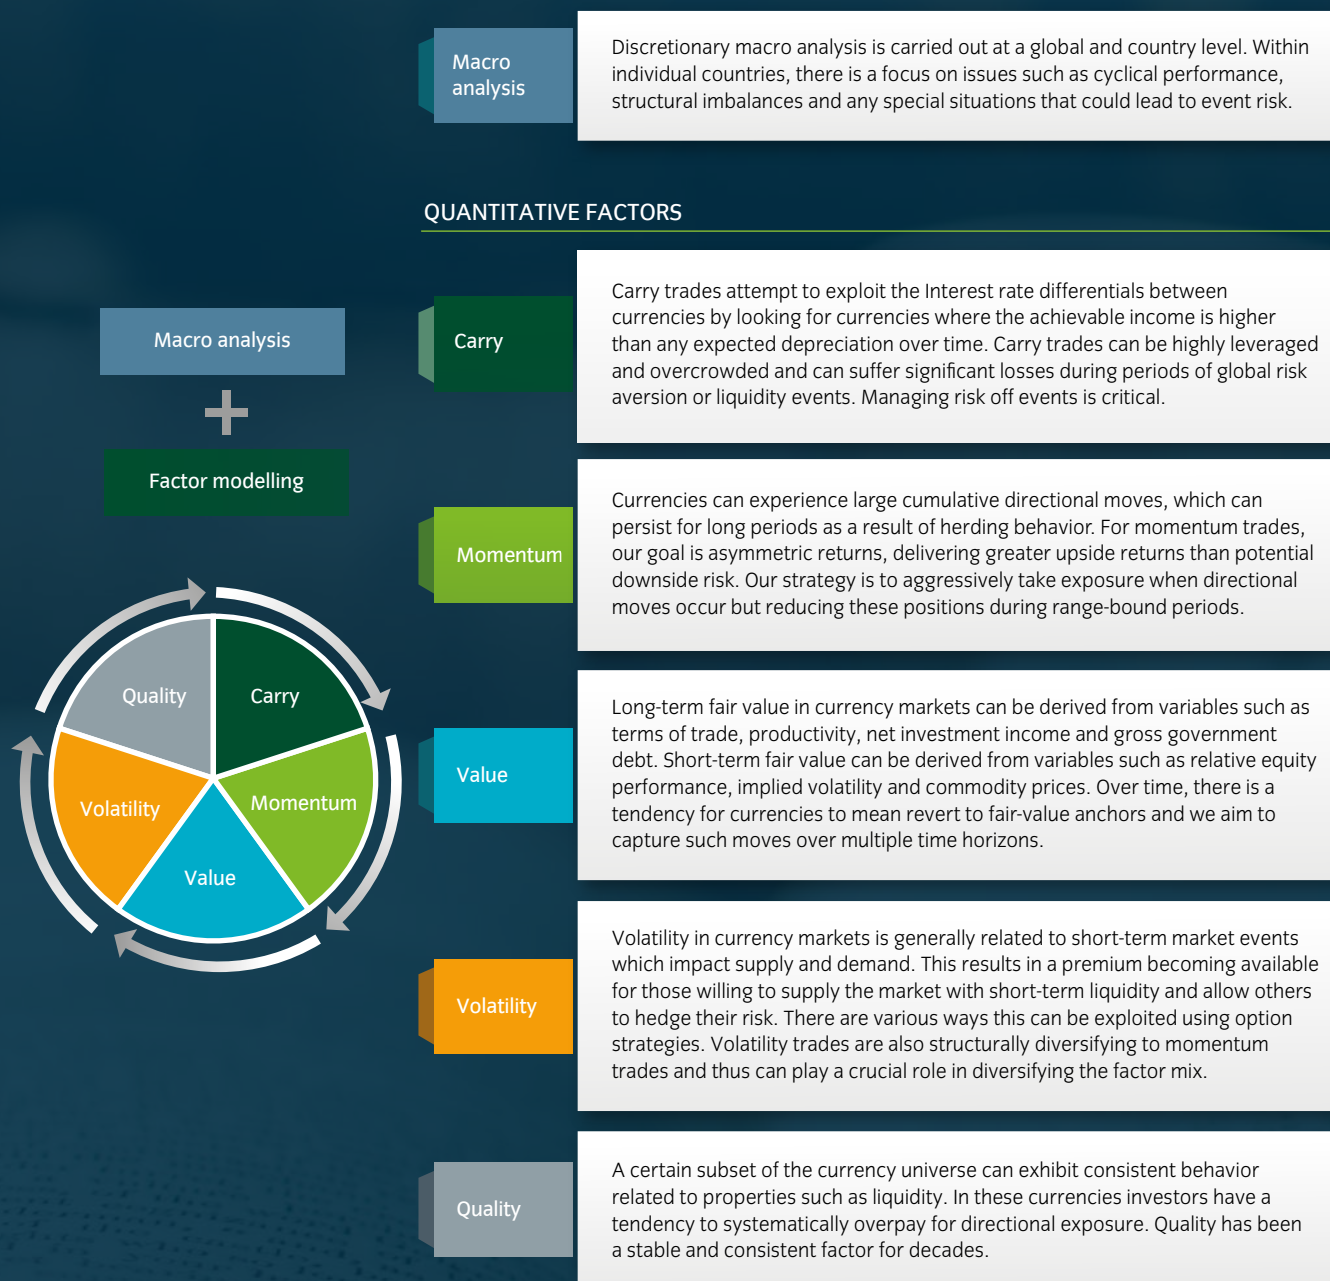 Macro
analysis
Discretionary macro analysis is carried out at a global and country level. Within
individual countries, there is a focus on issues such as cyclical performance,
structural imbalances and any special situations that could lead to event risk.
QUANTITATIVE FACTORS
Macro analysis
Factor modelling
Quality
Carry
Volatility
Momentum
Value
Carry
Carry trades attempt to exploit the Interest rate differentials between
currencies by looking for currencies where the achievable income is higher
than any expected depreciation over time. Carry trades can be highly leveraged
and overcrowded and can suffer significant losses during periods of global risk
aversion or liquidity events. Managing risk off events is critical.
Momentum
Currencies can experience large cumulative directional moves, which can
persist for long periods as a result of herding behavior. For momentum trades,
our goal is asymmetric returns, delivering greater upside returns than potential
downside risk. Our strategy is to aggressively take exposure when directional
moves occur but reducing these positions during range-bound periods.
Value
Long-term fair value in currency markets can be derived from variables such as
terms of trade, productivity, net investment income and gross government
debt. Short-term fair value can be derived from variables such as relative equity
performance, implied volatility and commodity prices. Over time, there is a
tendency for currencies to mean revert to fair-value anchors and we aim to
capture such moves over multiple time horizons.
Volatility
Volatility in currency markets is generally related to short-term market events
which impact supply and demand. This results in a premium becoming available
for those willing to supply the market with short-term liquidity and allow others
to hedge their risk. There are various ways this can be exploited using option
strategies. Volatility trades are also structurally diversifying to momentum
trades and thus can play a crucial role in diversifying the factor mix.
Quality
A certain subset of the currency universe can exhibit consistent behavior
related to properties such as liquidity. In these currencies investors have a
tendency to systematically overpay for directional exposure. Quality has been
a stable and consistent factor for decades.